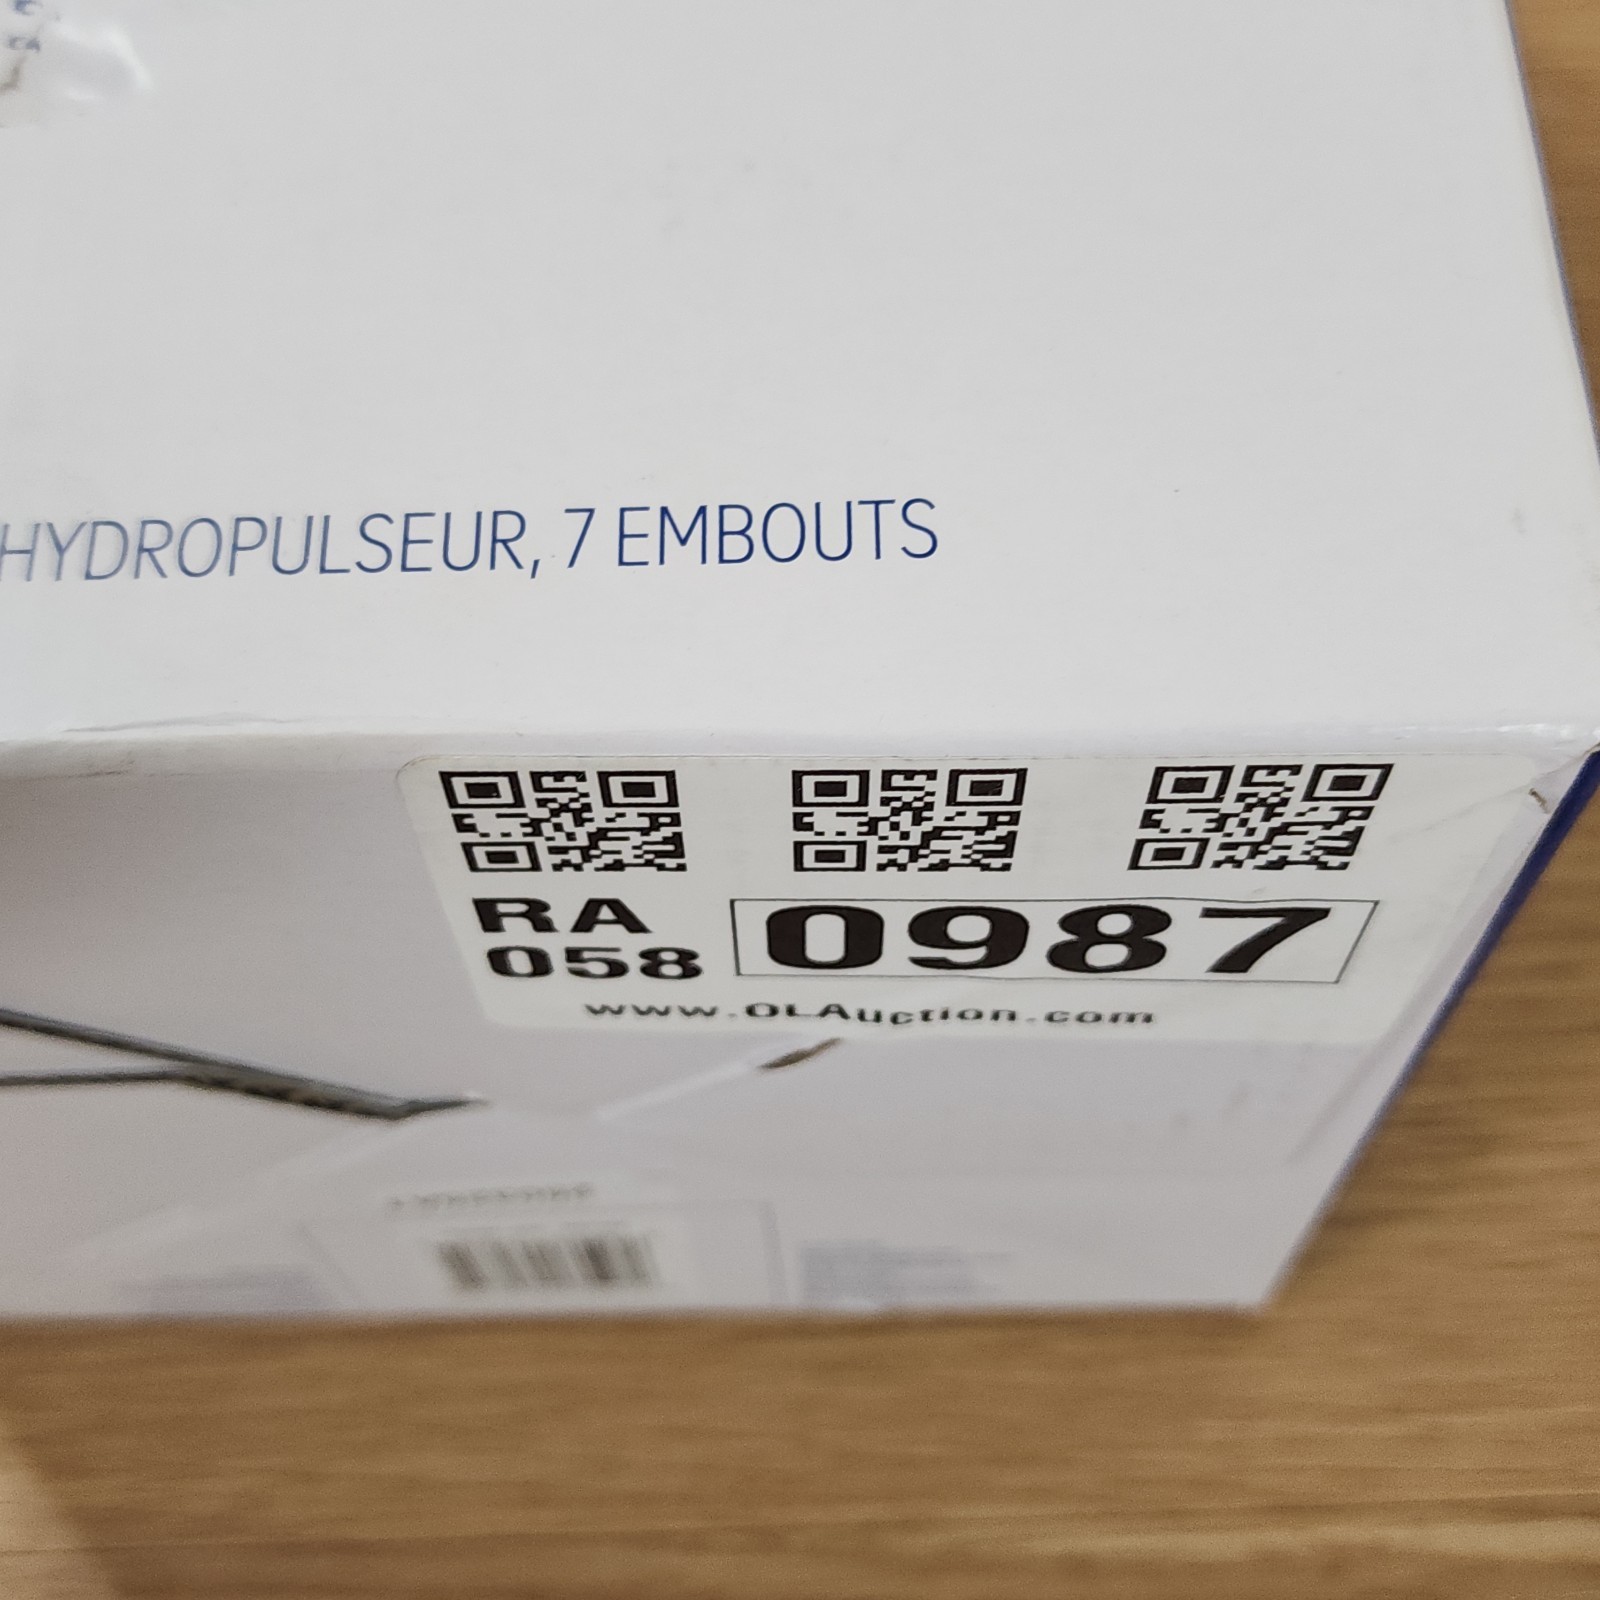 HYDROPULSEUR, 7 EMBOUTS
RA
058
0987
www.OLAuction.com